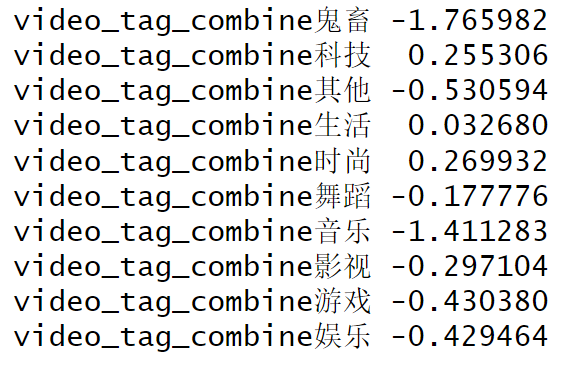 video_tag_combine鬼畜 -1.765982
video_tag_combine科技 0.255306
video_tag_combine其他 -0.530594
video_tag_combine生活 0.032680
video_tag_combine时尚 0.269932
video_tag_combine舞蹈 -0.177776
video_tag_combine音乐 -1.411283
video_tag_combine影视 -0.297104
video_tag_combine游戏 -0.430380
video_tag_combine娱乐 -0.429464